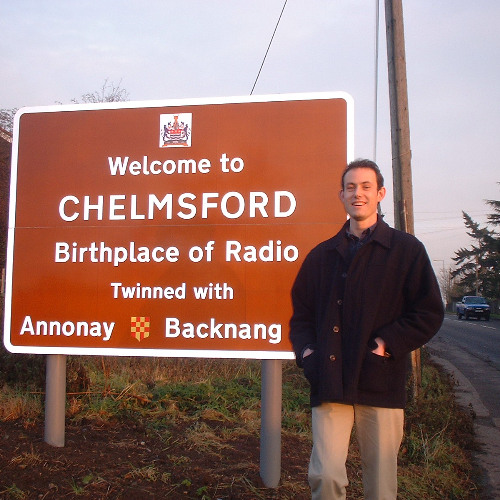 Welcome to
CHELMSFORD
Birthplace of Radio
Twinned with
Annonay Backnang